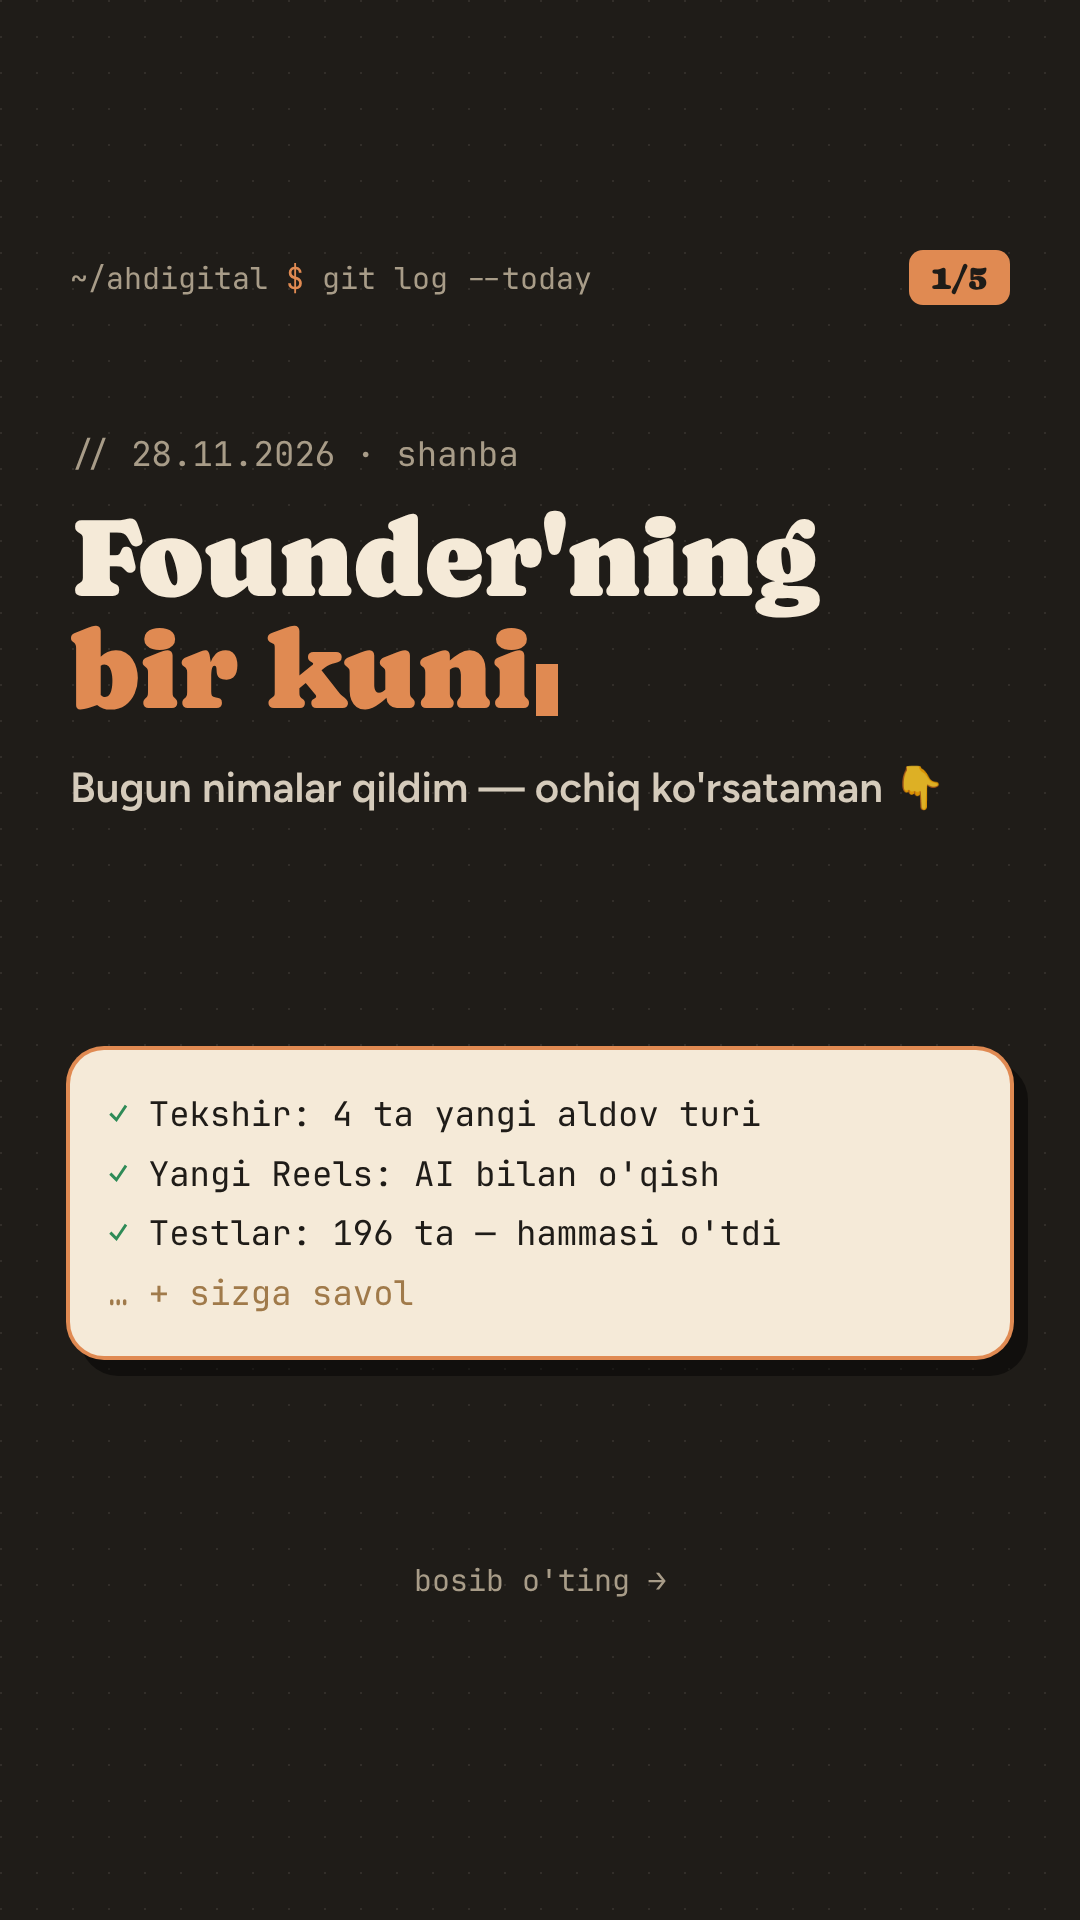 ~/ahdigital $ git log --today
1/5
// 28.11.2026 · shanba
Founder'ning
bir kuni
Bugun nimalar qildim — ochiq ko'rsataman 👇
✓ Tekshir: 4 ta yangi aldov turi
✓ Yangi Reels: AI bilan o'qish
✓ Testlar: 196 ta — hammasi o'tdi
… + sizga savol
bosib o'ting →